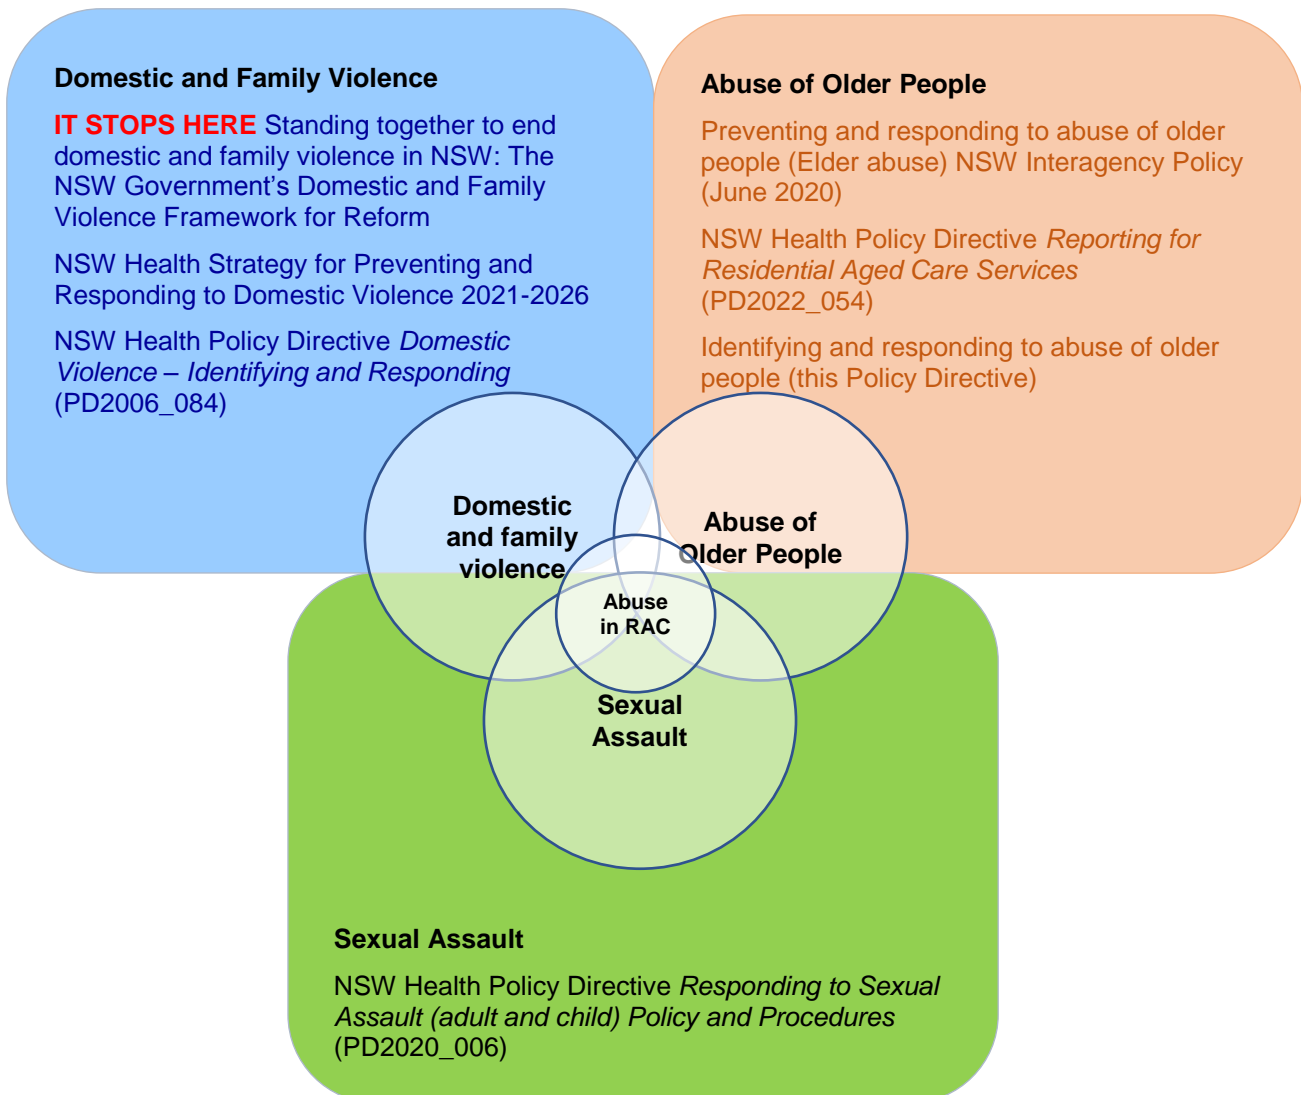 Domestic and Family Violence
IT STOPS HERE Standing together to end
domestic and family violence in NSW: The
NSW Government’s Domestic and Family
Violence Framework for Reform
NSW Health Strategy for Preventing and
Responding to Domestic Violence 2021-2026
NSW Health Policy Directive Domestic
Violence – Identifying and Responding
(PD2006_084)
Abuse of Older People
Preventing and responding to abuse of older
people (Elder abuse) NSW Interagency Policy
(June 2020)
NSW Health Policy Directive Reporting for
Residential Aged Care Services
(PD2022_054)
Identifying and responding to abuse of older
people (this Policy Directive)
Domestic
and family
violence
Abuse of
Older People
Abuse
in RAC
Sexual
Assault
Sexual Assault
NSW Health Policy Directive Responding to Sexual
Assault (adult and child) Policy and Procedures
(PD2020_006)